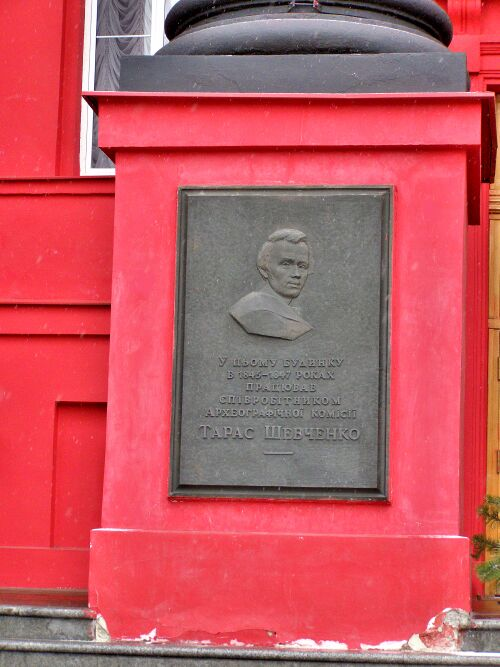 У ЦЬОМУ БУДИНКУ
В 1845–1847 РОКАХ
ПРАЦЮВАВ
СПІВРОБІТНИКОМ
АРХЕОГРАФІЧНОЇ КОМІСІЇ
ТАРАС ШЕВЧЕНКО